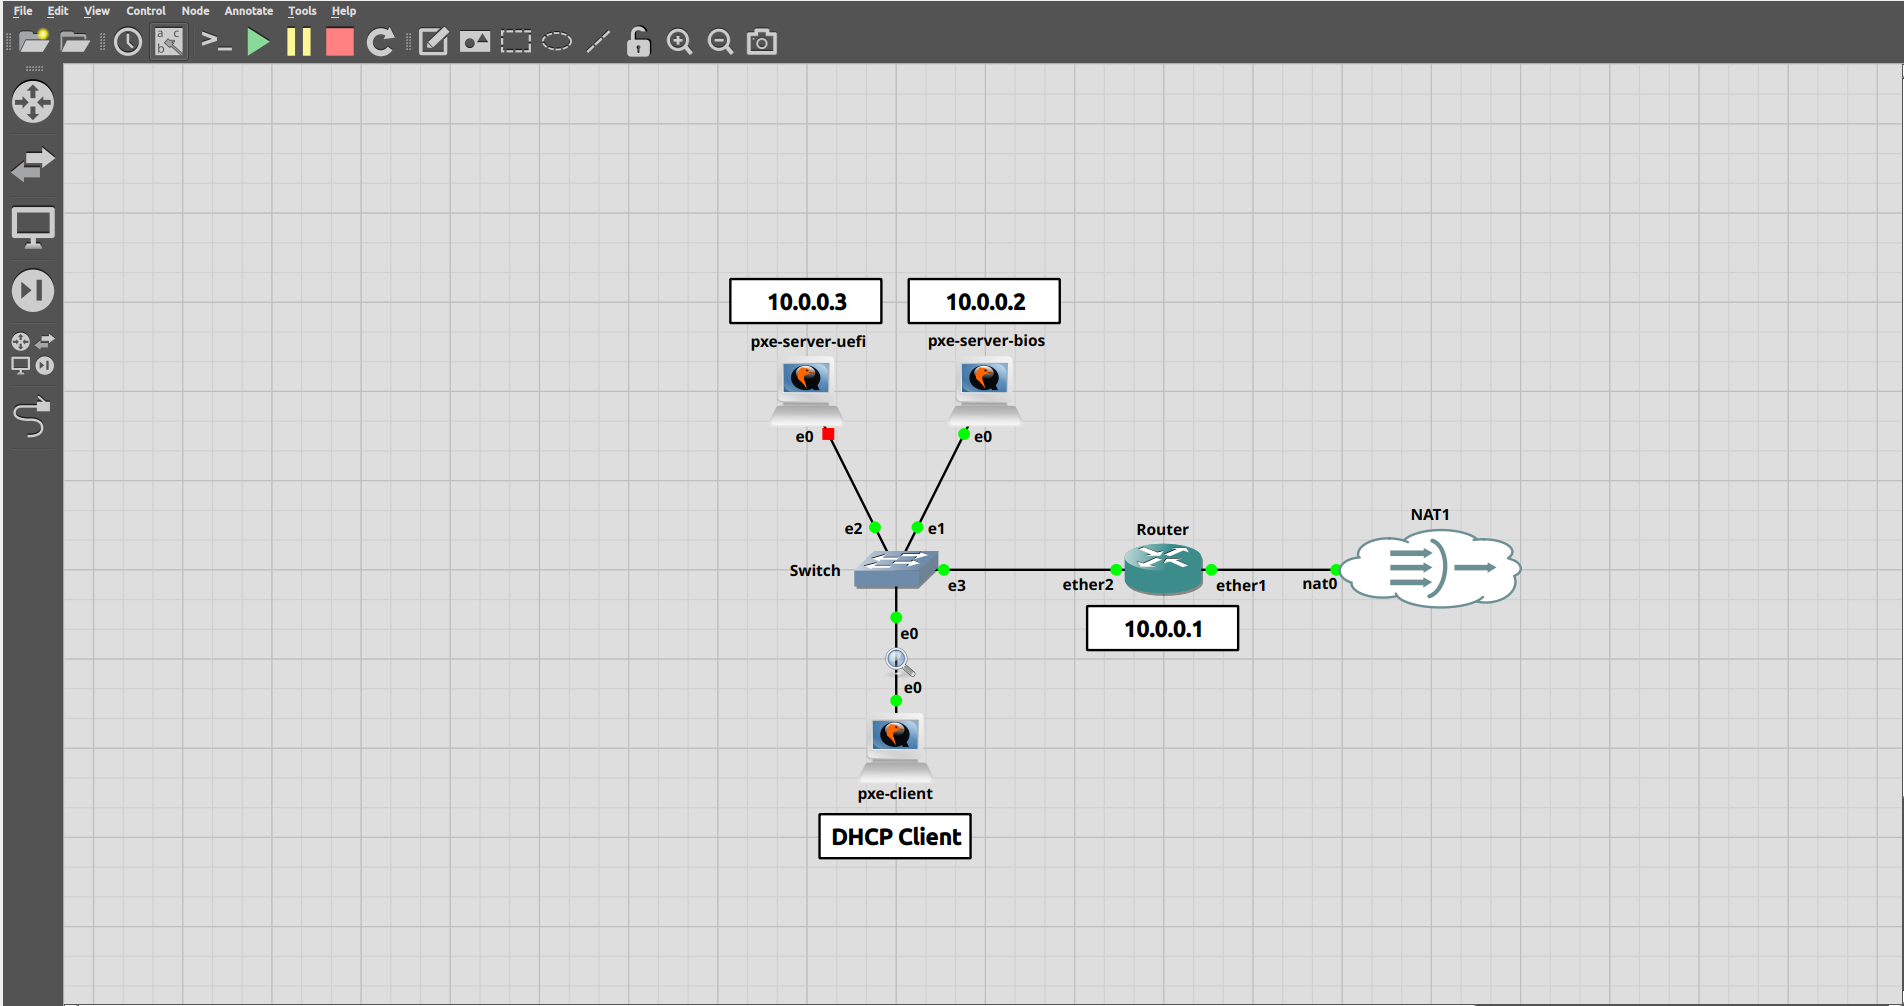 File Edit View Control Node Annotate Tools Help
a c
b
>_
10.0.0.3
10.0.0.2
pxe-server-uefi
pxe-server-bios
e0
e0
e2
e1
Switch
e3
Router
ether2
ether1
NAT1
nat0
10.0.0.1
e0
e0
pxe-client
DHCP Client